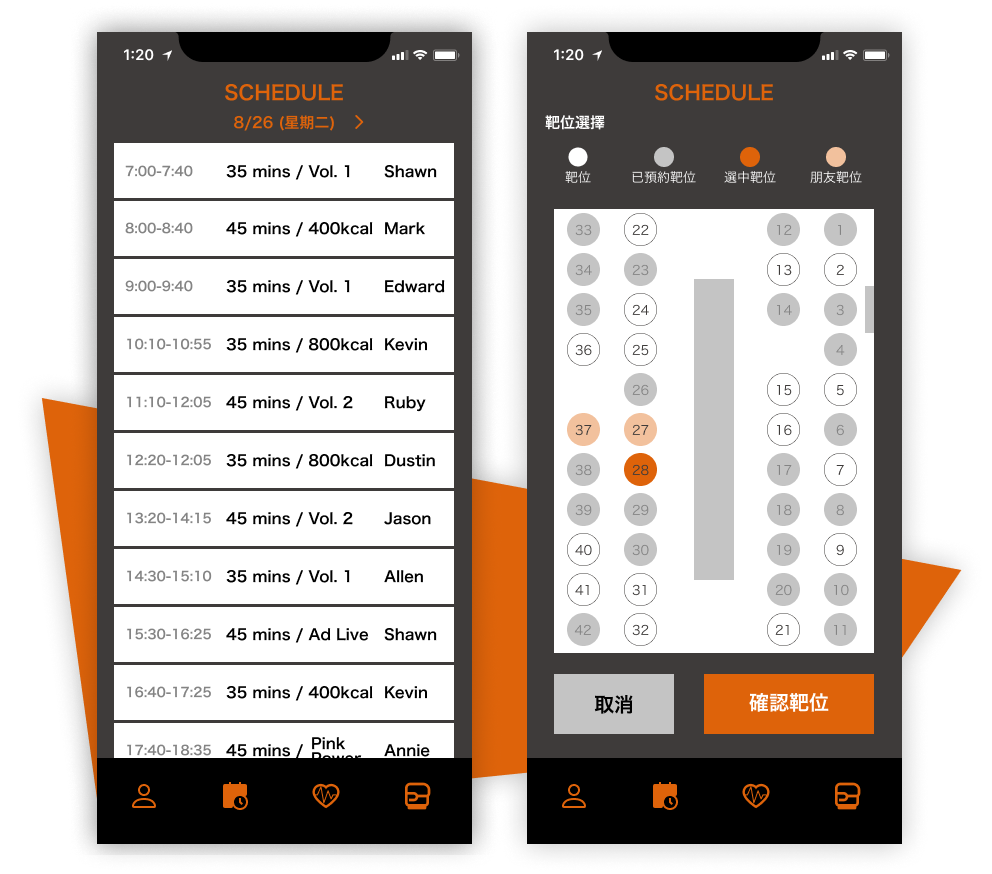 1:20
SCHEDULE
8/26 (星期二)
7:00-7:40 35 mins / Vol. 1 Shawn
8:00-8:40 45 mins / 400kcal Mark
9:00-9:40 35 mins / Vol. 1 Edward
10:10-10:55 35 mins / 800kcal Kevin
11:10-12:05 45 mins / Vol. 2 Ruby
12:20-12:05 35 mins / 800kcal Dustin
13:20-14:15 45 mins / Vol. 2 Jason
14:30-15:10 35 mins / Vol. 1 Allen
15:30-16:25 45 mins / Ad Live Shawn
16:40-17:25 35 mins / 400kcal Kevin
17:40-18:35 45 mins / Pink Power Annie
1:20
SCHEDULE
靶位選擇
靶位 已預約靶位 選中靶位 朋友靶位
33 22 12 1
34 23 13 2
35 24 14 3
36 25 4
26 15 5
37 27 16 6
38 28 17 7
39 29 18 8
40 30 19 9
41 31 20 10
42 32 21 11
取消 確認靶位